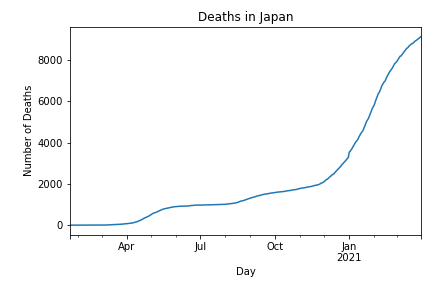 Deaths in Japan
Number of Deaths
8000
6000
4000
2000
0
Apr
Jul
Oct
Jan
2021
Day